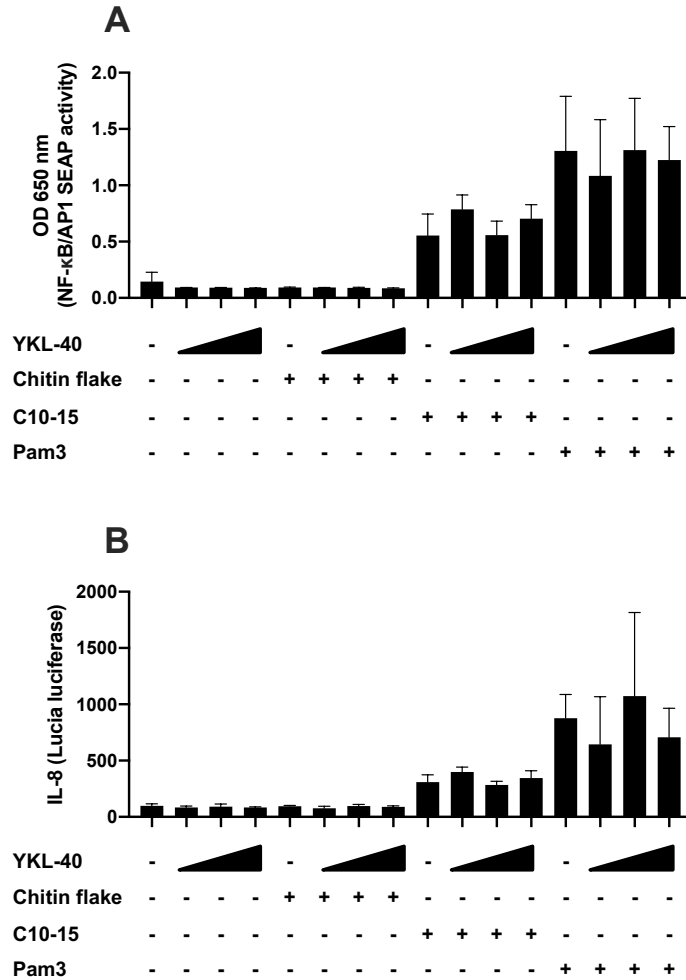 A
2.0
1.5
1.0
0.5
0.0
OD 650 nm
(NF-κB/AP1 SEAP activity)
YKL-40 - - - -
Chitin flake - - - - + + + + - - - - - - - -
C10-15 - - - - - - - - + + + + - - - -
Pam3 - - - - - - - - - - - - + + + +
B
2000
1500
1000
500
0
IL-8 (Lucia luciferase)
YKL-40 - - - -
Chitin flake - - - - + + + + - - - - - - - -
C10-15 - - - - - - - - + + + + - - - -
Pam3 - - - - - - - - - - - - + + + +